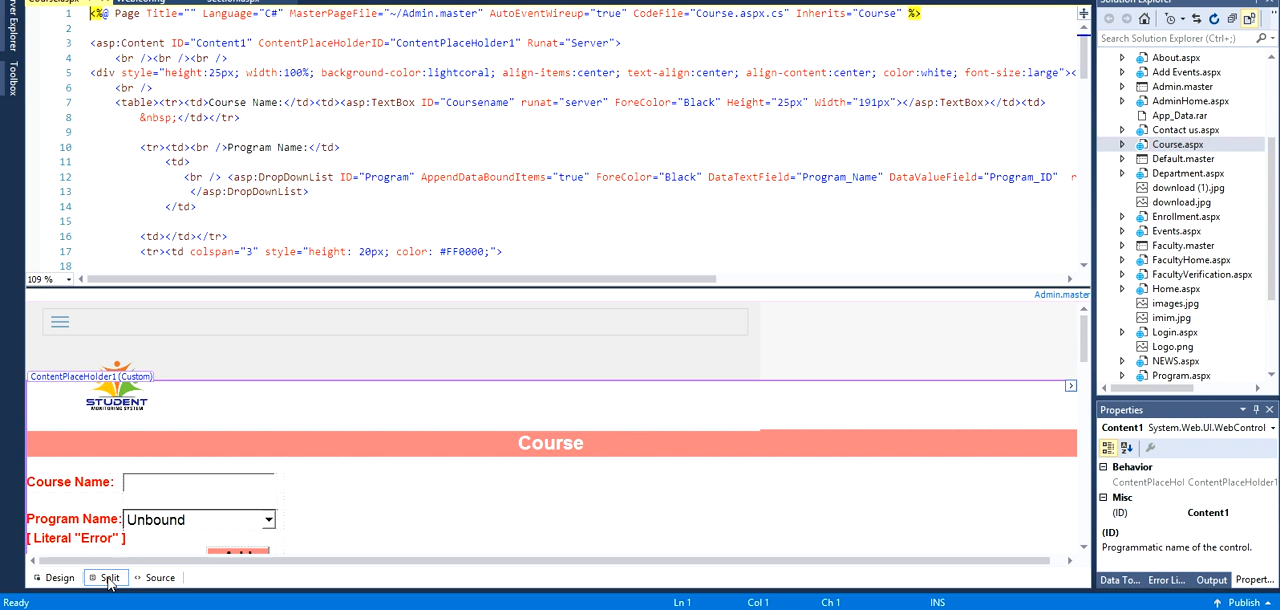 Server Explorer
Toolbox
1 <%@ Page Title="" Language="C#" MasterPageFile="~/Admin.master" AutoEventWireup="true" CodeFile="Course.aspx.cs" Inherits="Course" %>
2
3 <asp:Content ID="Content1" ContentPlaceHolderID="ContentPlaceHolder1" Runat="Server">
4 <br /><br /><br />
5 <div style="height:25px; width:100%; background-color:lightcoral; align-items:center; text-align:center; align-content:center; color:white; font-size:large"><
6 <br />
7 <table><tr><td>Course Name:</td><td><asp:TextBox ID="Coursename" runat="server" ForeColor="Black" Height="25px" Width="191px"></asp:TextBox></td><td>
8 &nbsp;</td></tr>
9
10 <tr><td><br />Program Name:</td>
11 <td>
12 <br /> <asp:DropDownList ID="Program" AppendDataBoundItems="true" ForeColor="Black" DataTextField="Program_Name" DataValueField="Program_ID" r
13 </asp:DropDownList>
14 </td>
15
16 <td></td></tr>
17 <tr><td colspan="3" style="height: 20px; color: #FF0000;">
18
109 %
Admin.master
ContentPlaceHolder1 (Custom)
STUDENT
MONITORING SYSTEM
Course
Course Name:
Program Name: Unbound
[ Literal "Error" ]
Design Split Source
Ready Ln 1 Col 1 Ch 1 INS Publish
Solution Explorer
Search Solution Explorer (Ctrl+;)
About.aspx
Add Events.aspx
Admin.master
AdminHome.aspx
App_Data.rar
Contact us.aspx
Course.aspx
Default.master
Department.aspx
download (1).jpg
download.jpg
Enrollment.aspx
Events.aspx
Faculty.master
FacultyHome.aspx
FacultyVerification.aspx
Home.aspx
images.jpg
imim.jpg
Login.aspx
Logo.png
NEWS.aspx
Program.aspx
Properties
Content1 System.Web.UI.WebControl
Behavior
ContentPlaceHol ContentPlaceHolder1
Misc
(ID) Content1
(ID)
Programmatic name of the control.
Data To... Error Li... Output Propert...